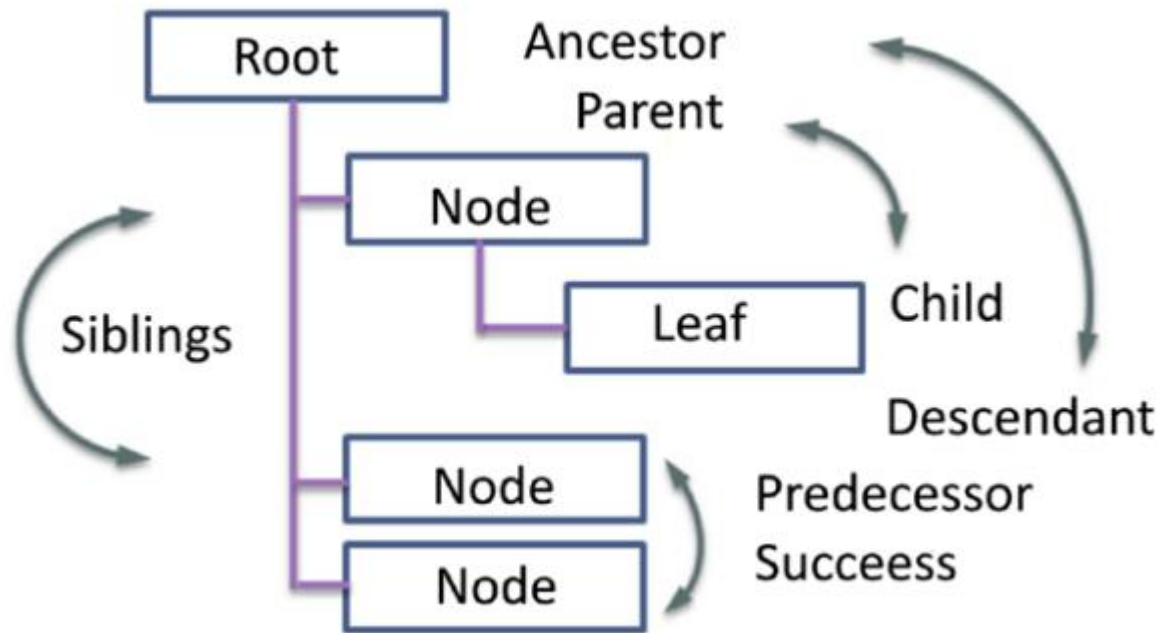 Root
Ancestor
Parent
Node
Child
Leaf
Siblings
Descendant
Node
Predecessor
Succeess
Node